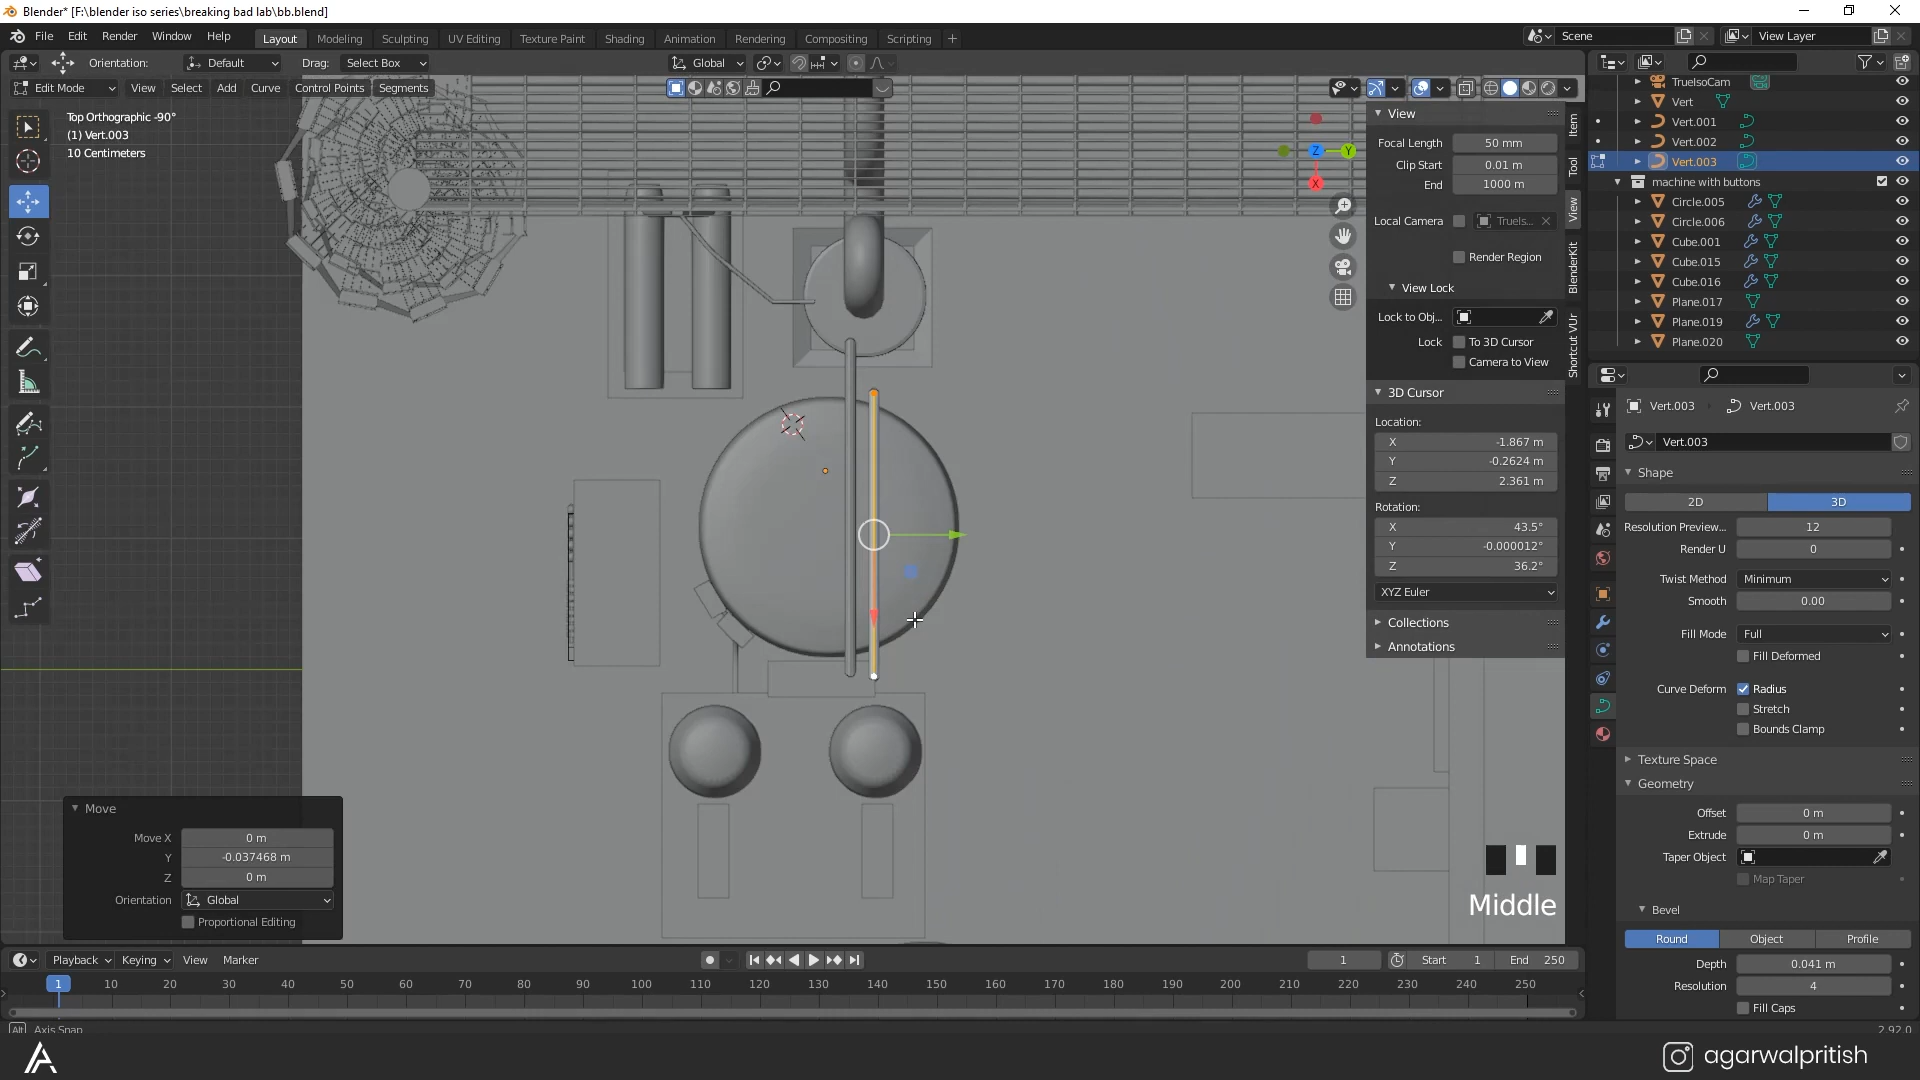 Blender* [F:\blender iso series\breaking bad lab\bb.blend]
File Edit Render Window Help
Layout Modeling Sculpting UV Editing Texture Paint Shading Animation Rendering Compositing Scripting +
Scene
View Layer
Orientation: Default Drag: Select Box
Global
Edit Mode View Select Add Curve Control Points Segments
Top Orthographic -90°
(1) Vert.003
10 Centimeters
Z
Y
X
View
Focal Length 50 mm
Clip Start 0.01 m
End 1000 m
Local Camera Truels...
Render Region
View Lock
Lock to Obj...
Lock To 3D Cursor
Camera to View
3D Cursor
Location:
X -1.867 m
Y -0.2624 m
Z 2.361 m
Rotation:
X 43.5°
Y -0.000012°
Z 36.2°
XYZ Euler
Collections
Annotations
Item
Tool
View
BlenderKit
Shortcut VUr
TrueIsoCam
Vert
Vert.001
Vert.002
Vert.003
machine with buttons
Circle.005
Circle.006
Cube.001
Cube.015
Cube.016
Plane.017
Plane.019
Plane.020
Vert.003 Vert.003
Vert.003
Shape
2D 3D
Resolution Preview... 12
Render U 0
Twist Method Minimum
Smooth 0.00
Fill Mode Full
Fill Deformed
Curve Deform Radius
Stretch
Bounds Clamp
Texture Space
Geometry
Offset 0 m
Extrude 0 m
Taper Object
Map Taper
Bevel
Round Object Profile
Depth 0.041 m
Resolution 4
Fill Caps
Move
Move X 0 m
Y -0.037468 m
Z 0 m
Orientation Global
Proportional Editing
Middle
Playback Keying View Marker
1 Start 1 End 250
1 10 20 30 40 50 60 70 80 90 100 110 120 130 140 150 160 170 180 190 200 210 220 230 240 250
Alt Axis Snap
2.92.0
agarwalpritish